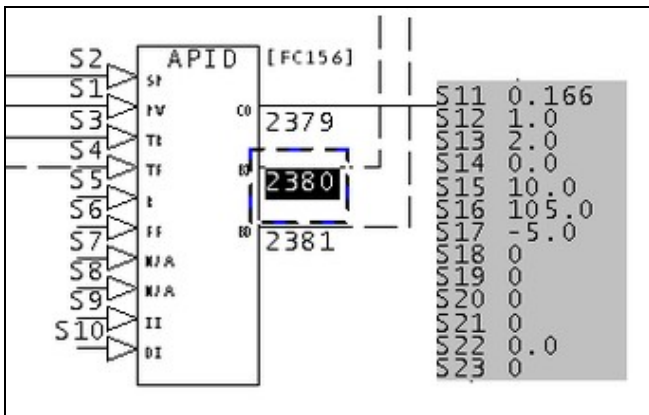 S2 APID [FC156]
S1 SP
S3 PV CO 2379
S4 TR
S5 TF 2380
S6
S7 FF BO 2381
S8 N/A
S9 N/A
S10 II
DI
S11 0.166
S12 1.0
S13 2.0
S14 0.0
S15 10.0
S16 105.0
S17 -5.0
S18 0
S19 0
S20 0
S21 0
S22 0.0
S23 0